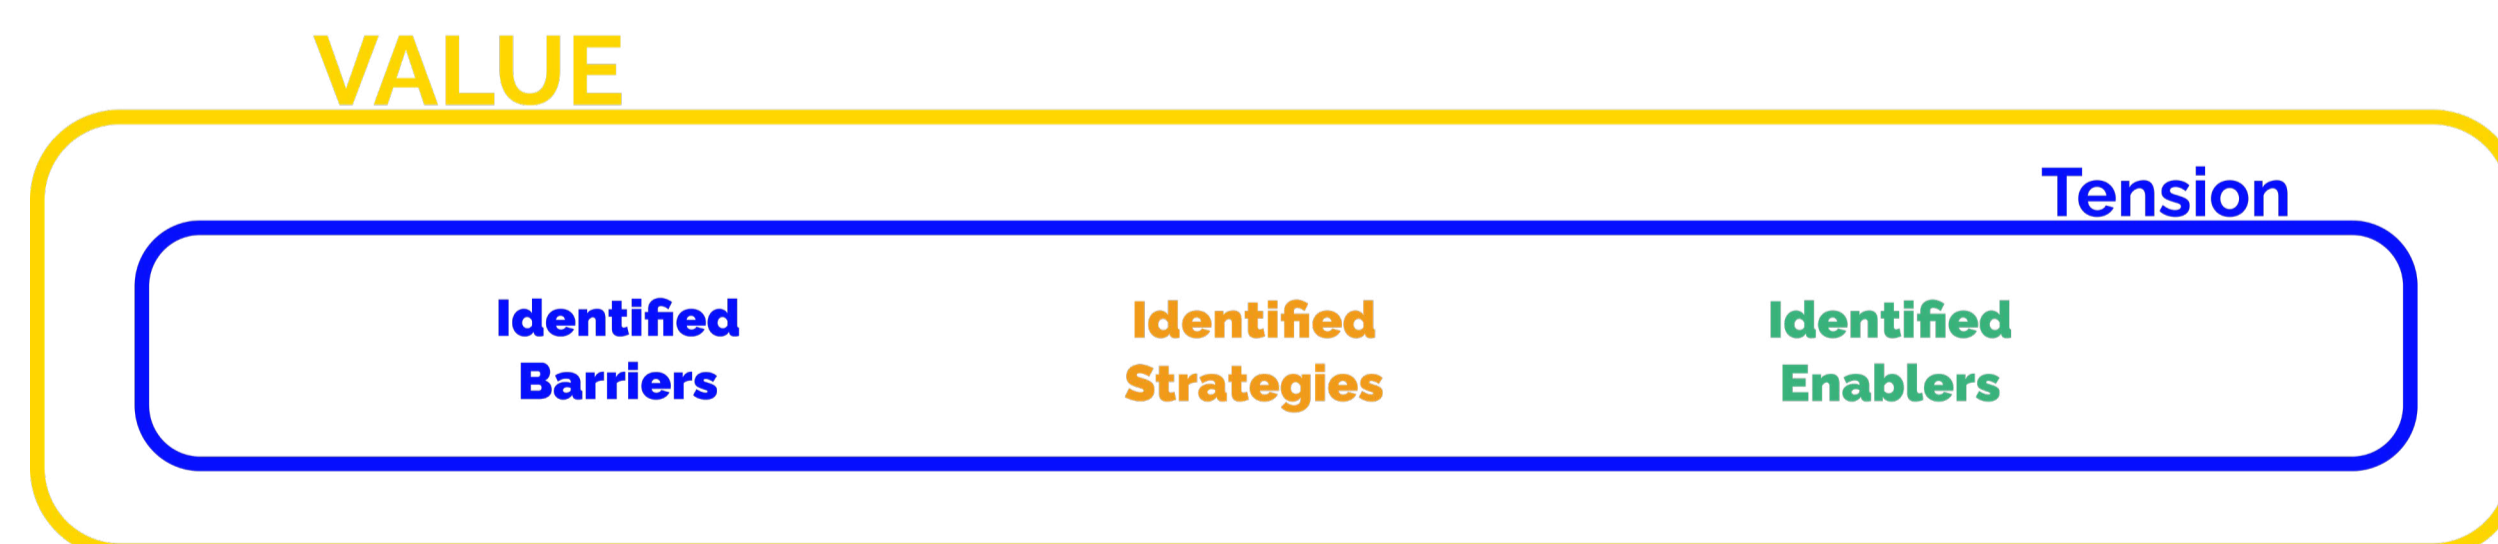 VALUE
Tension
Identified
Barriers
Identified
Strategies
Identified
Enablers